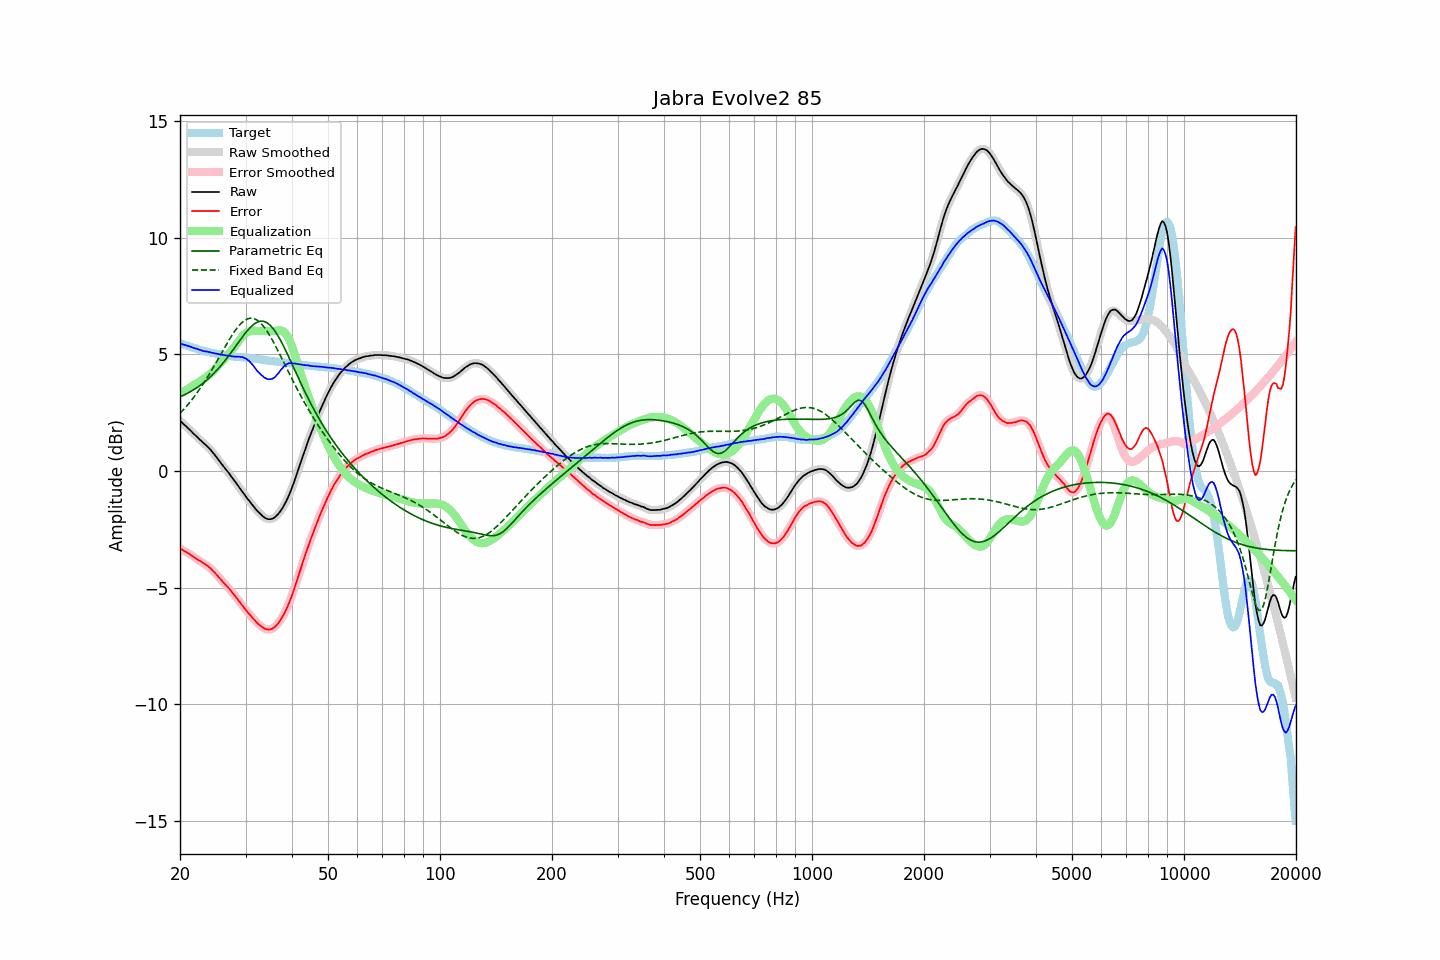 Jabra Evolve2 85
Target
Raw Smoothed
Error Smoothed
Raw
Error
Equalization
Parametric Eq
Fixed Band Eq
Equalized
Amplitude (dBr)
15
10
5
0
−5
−10
−15
20 50 100 200 500 1000 2000 5000 10000 20000
Frequency (Hz)